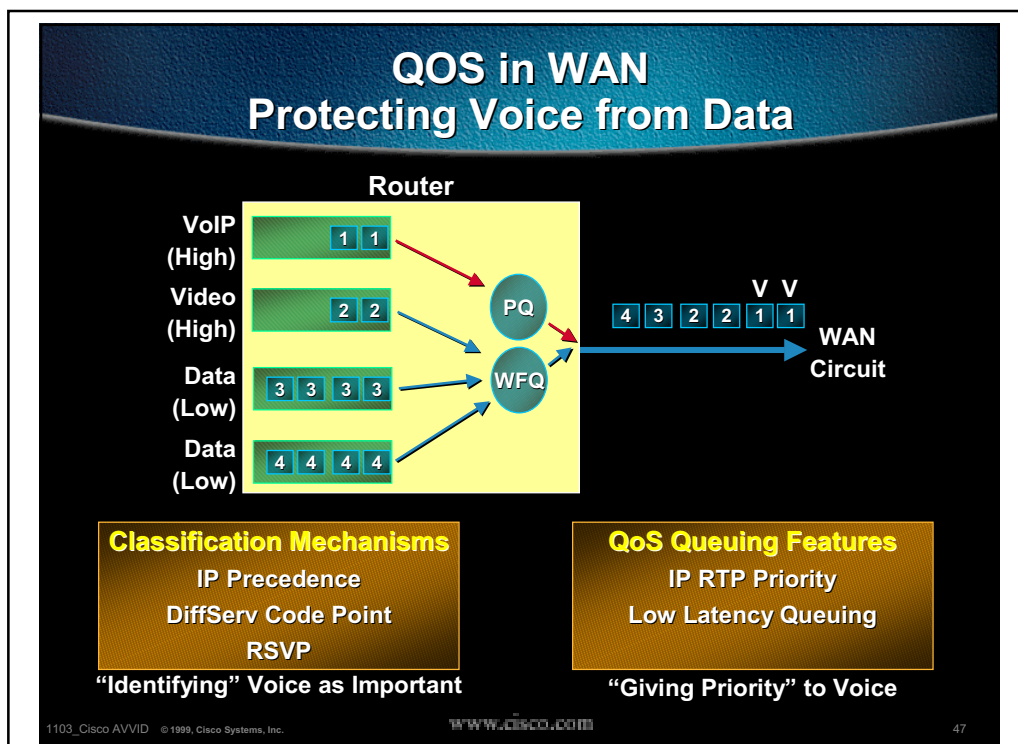 QOS in WAN
Protecting Voice from Data
Router
VoIP
(High)
1 1
Video
(High)
2 2
Data
(Low)
3 3 3 3
Data
(Low)
4 4 4 4
PQ
WFQ
V V
4 3 2 2 1 1
WAN
Circuit
Classification Mechanisms
IP Precedence
DiffServ Code Point
RSVP
"Identifying" Voice as Important
QoS Queuing Features
IP RTP Priority
Low Latency Queuing
"Giving Priority" to Voice
1103_Cisco AVVID © 1999, Cisco Systems, Inc.
www.cisco.com
47